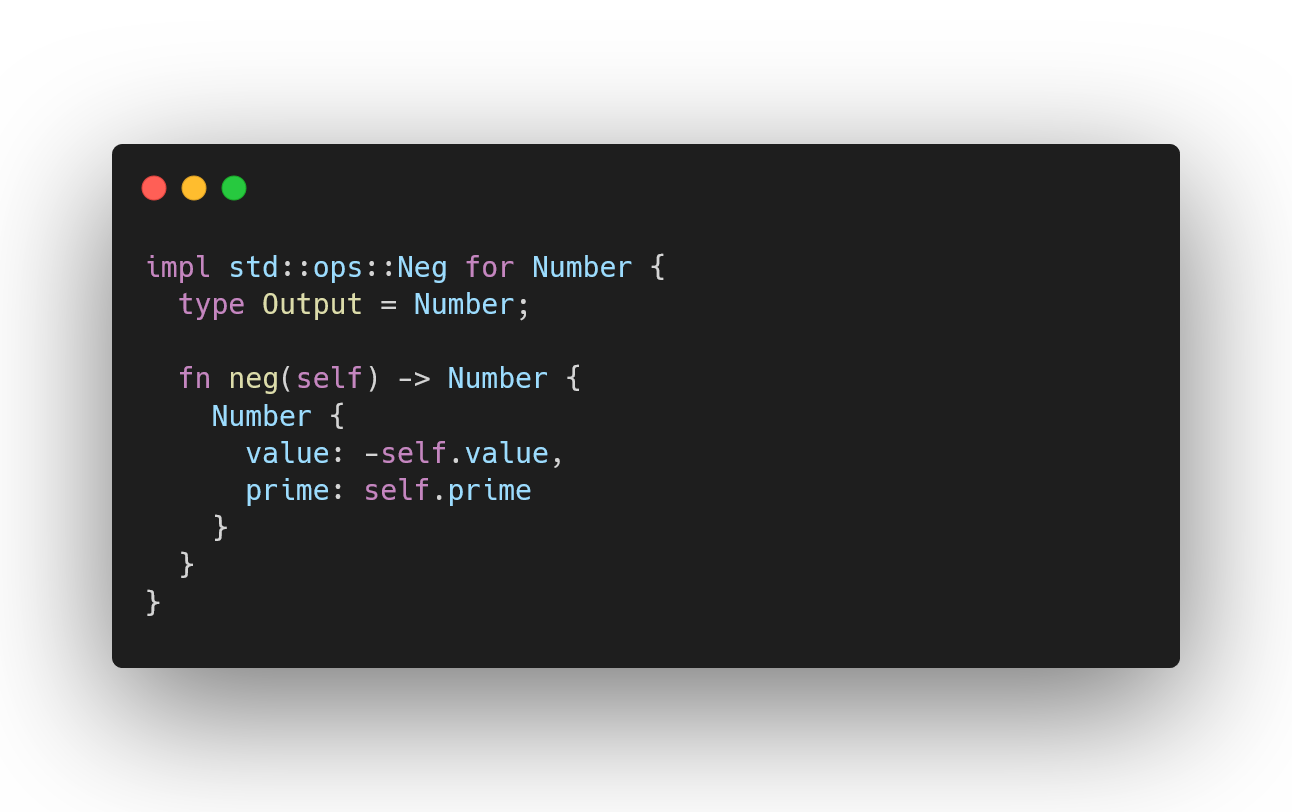 impl std::ops::Neg for Number {
  type Output = Number;

  fn neg(self) -> Number {
    Number {
      value: -self.value,
      prime: self.prime
    }
  }
}